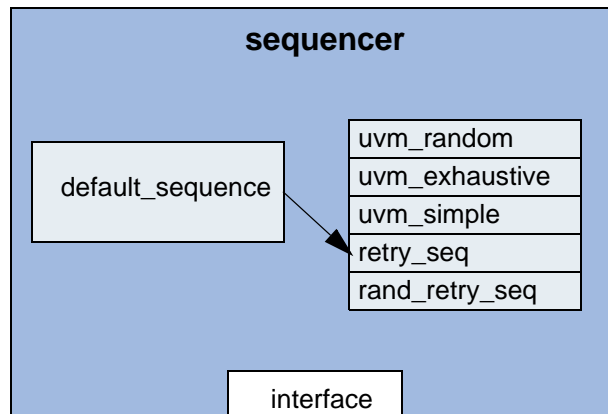 sequencer
default_sequence
uvm_random
uvm_exhaustive
uvm_simple
retry_seq
rand_retry_seq
interface